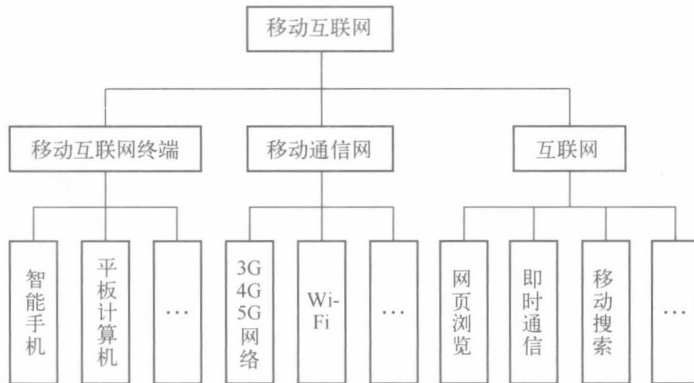 移动互联网
移动互联网终端
移动通信网
互联网
智能手机
平板计算机
…
3G
4G
5G
网络
Wi-
Fi
…
网页浏览
即时通信
移动搜索
…